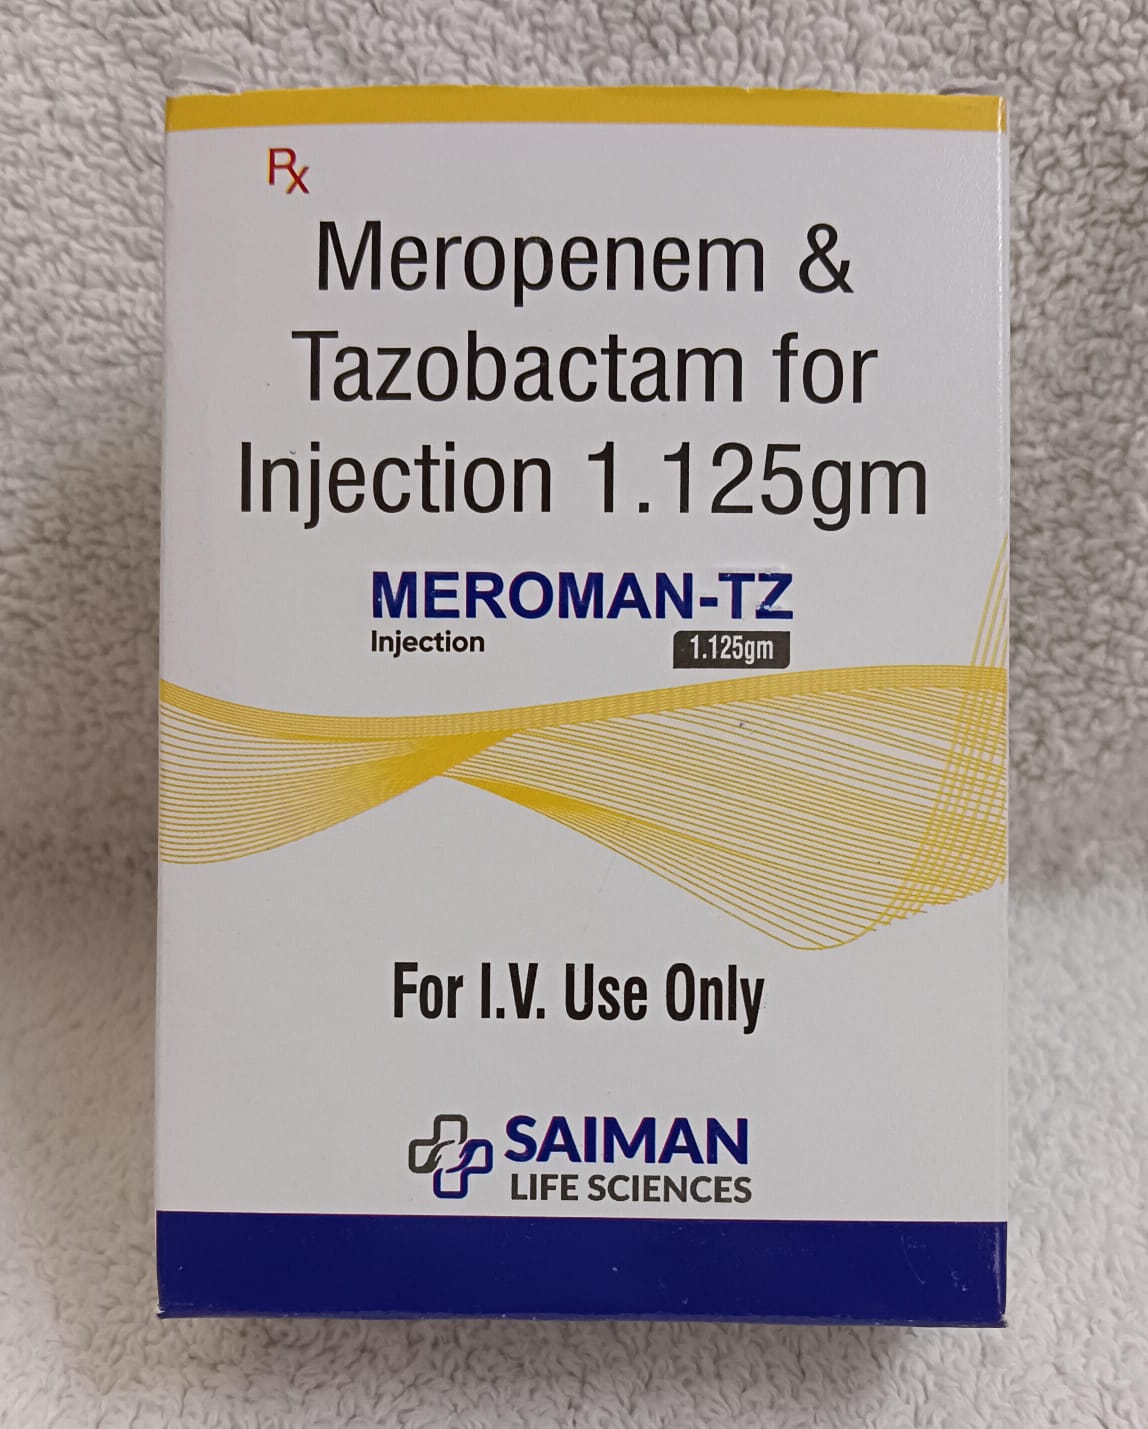 Rx
Meropenem &
Tazobactam for
Injection 1.125gm
MEROMAN-TZ
Injection
1.125gm
For I.V. Use Only
SAIMAN
LIFE SCIENCES